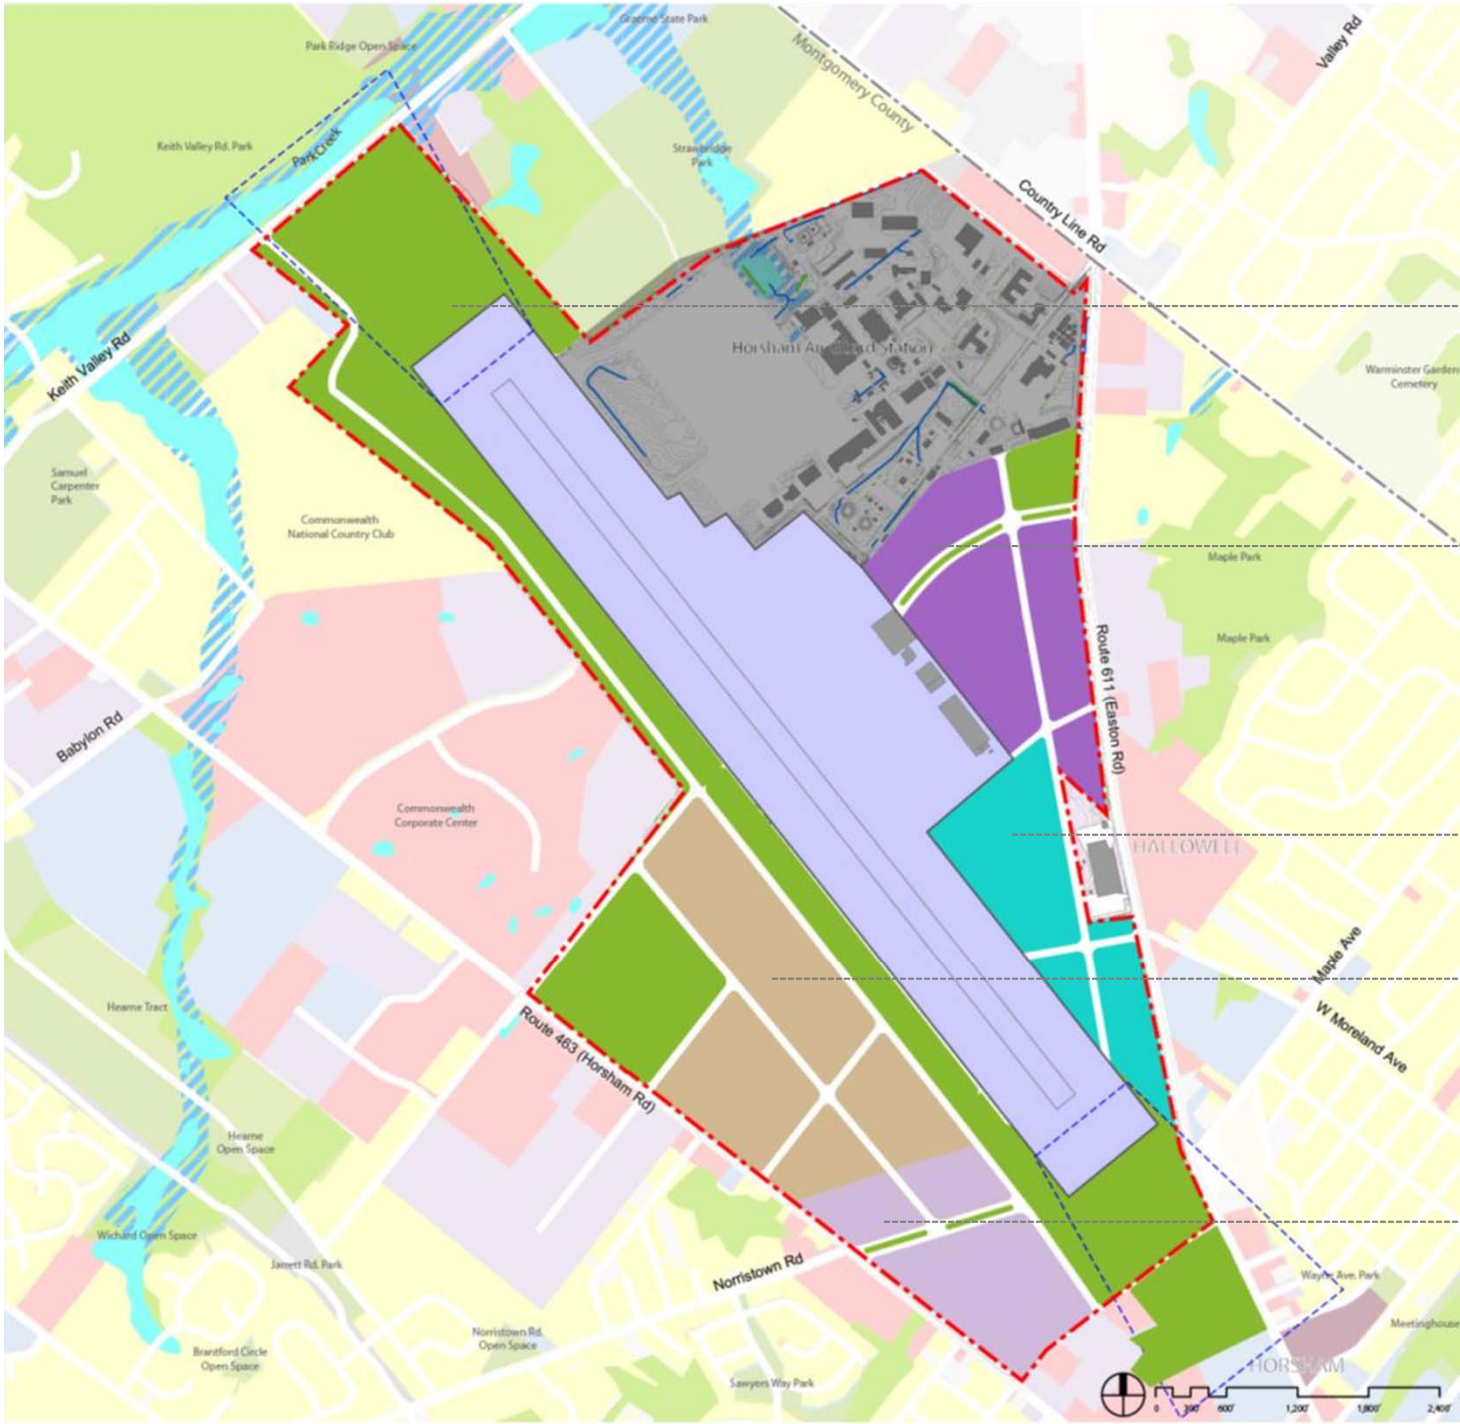 Graeme State Park
Park Ridge Open Space
Valley Rd
Montgomery County
Keith Valley Rd. Park
Park Creek
Strawbridge
Park
Country Line Rd
Horsham Air Guard Station
Keith Valley Rd
Warminster Gardens
Cemetery
Samuel
Carpenter
Park
Commonwealth
National Country Club
Maple Park
Maple Park
Route 611 (Easton Rd)
Babylon Rd
Commonwealth
Corporate Center
HALLOWELL
Maple Ave
Hearne Tract
Route 463 (Horsham Rd)
W Moreland Ave
Hearne
Open Space
Wichard Open Space
Jarrett Rd. Park
Norristown Rd
Wayne Ave. Park
Meetinghouse
Norristown Rd.
Open Space
Brantford Circle
Open Space
Sawyers Way Park
HORSHAM
0 300' 600' 1,200' 1,800' 2,400'